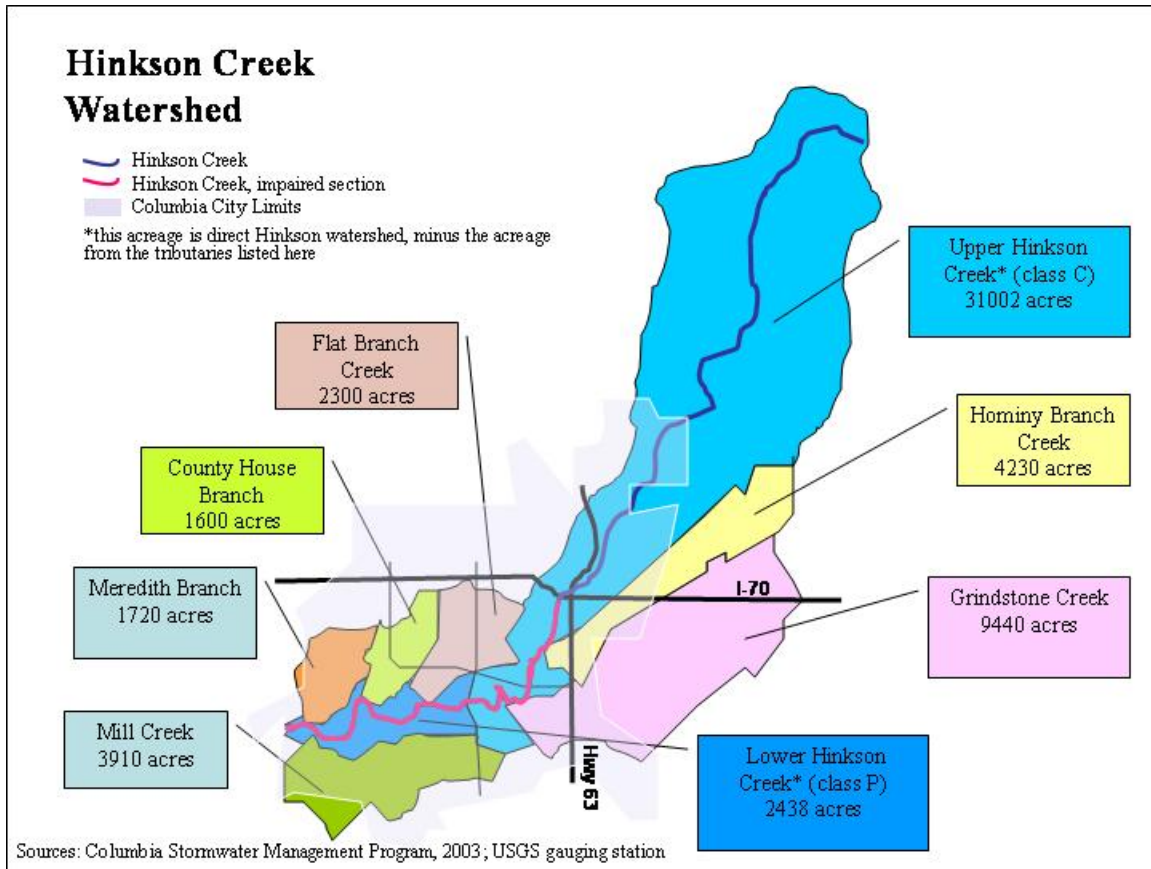 Hinkson Creek
Watershed
Hinkson Creek
Hinkson Creek, impaired section
Columbia City Limits
*this acreage is direct Hinkson watershed, minus the acreage
from the tributaries listed here
Upper Hinkson
Creek* (class C)
31002 acres
Flat Branch
Creek
2300 acres
Hominy Branch
Creek
4230 acres
County House
Branch
1600 acres
Meredith Branch
1720 acres
I-70
Grindstone Creek
9440 acres
Mill Creek
3910 acres
Hwy 63
Lower Hinkson
Creek* (class P)
2438 acres
Sources: Columbia Stormwater Management Program, 2003; USGS gauging station